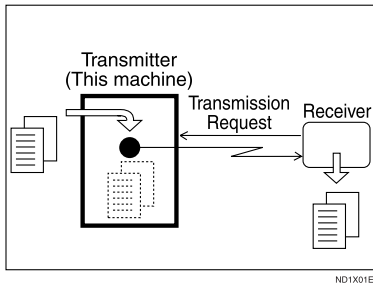 Transmitter
(This machine)
Transmission
Request
Receiver
ND1X01E